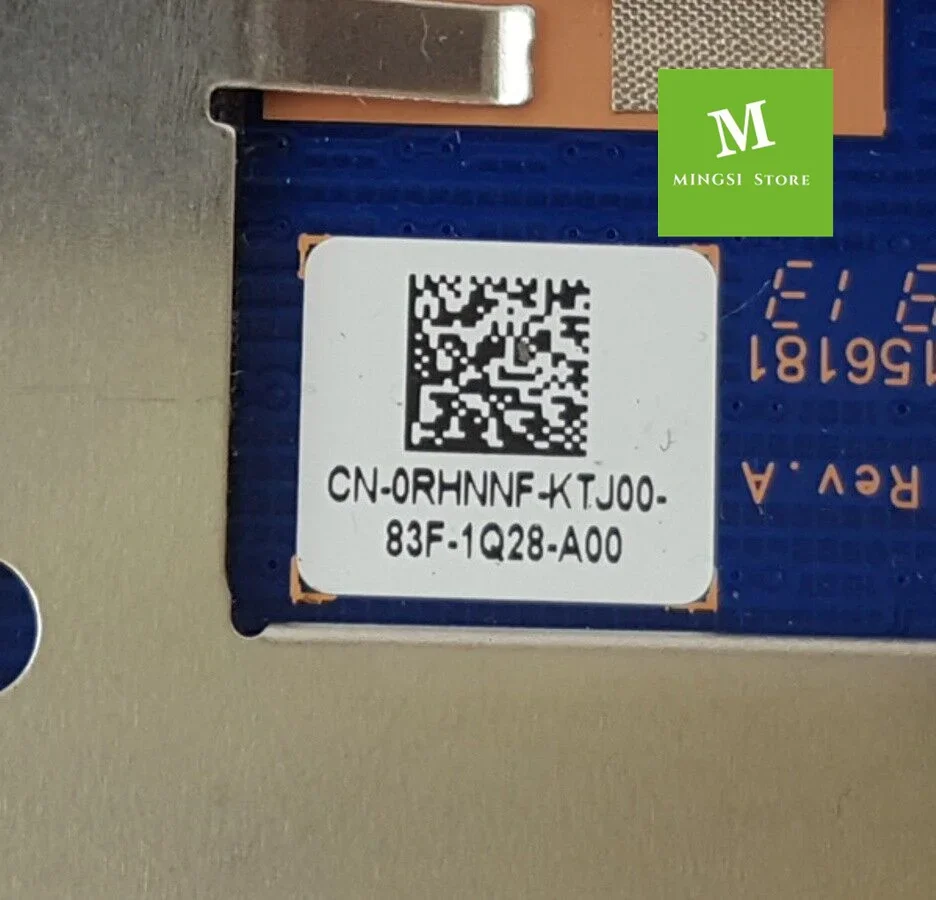 M
MINGSI STORE
156181
Rev.A
CN-0RHNNF-KTJ00-
83F-1Q28-A00